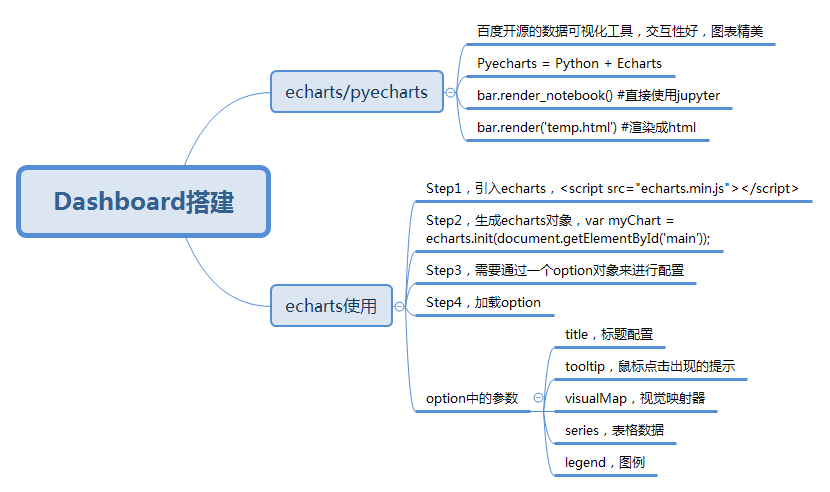 Dashboard搭建
echarts/pyecharts
百度开源的数据可视化工具，交互性好，图表精美
Pyecharts = Python + Echarts
bar.render_notebook() #直接使用jupyter
bar.render('temp.html') #渲染成html
echarts使用
Step1，引入echarts，<script src="echarts.min.js"></script>
Step2，生成echarts对象，var myChart =
echarts.init(document.getElementById('main'));
Step3，需要通过一个option对象来进行配置
Step4，加载option
option中的参数
title，标题配置
tooltip，鼠标点击出现的提示
visualMap，视觉映射器
series，表格数据
legend，图例